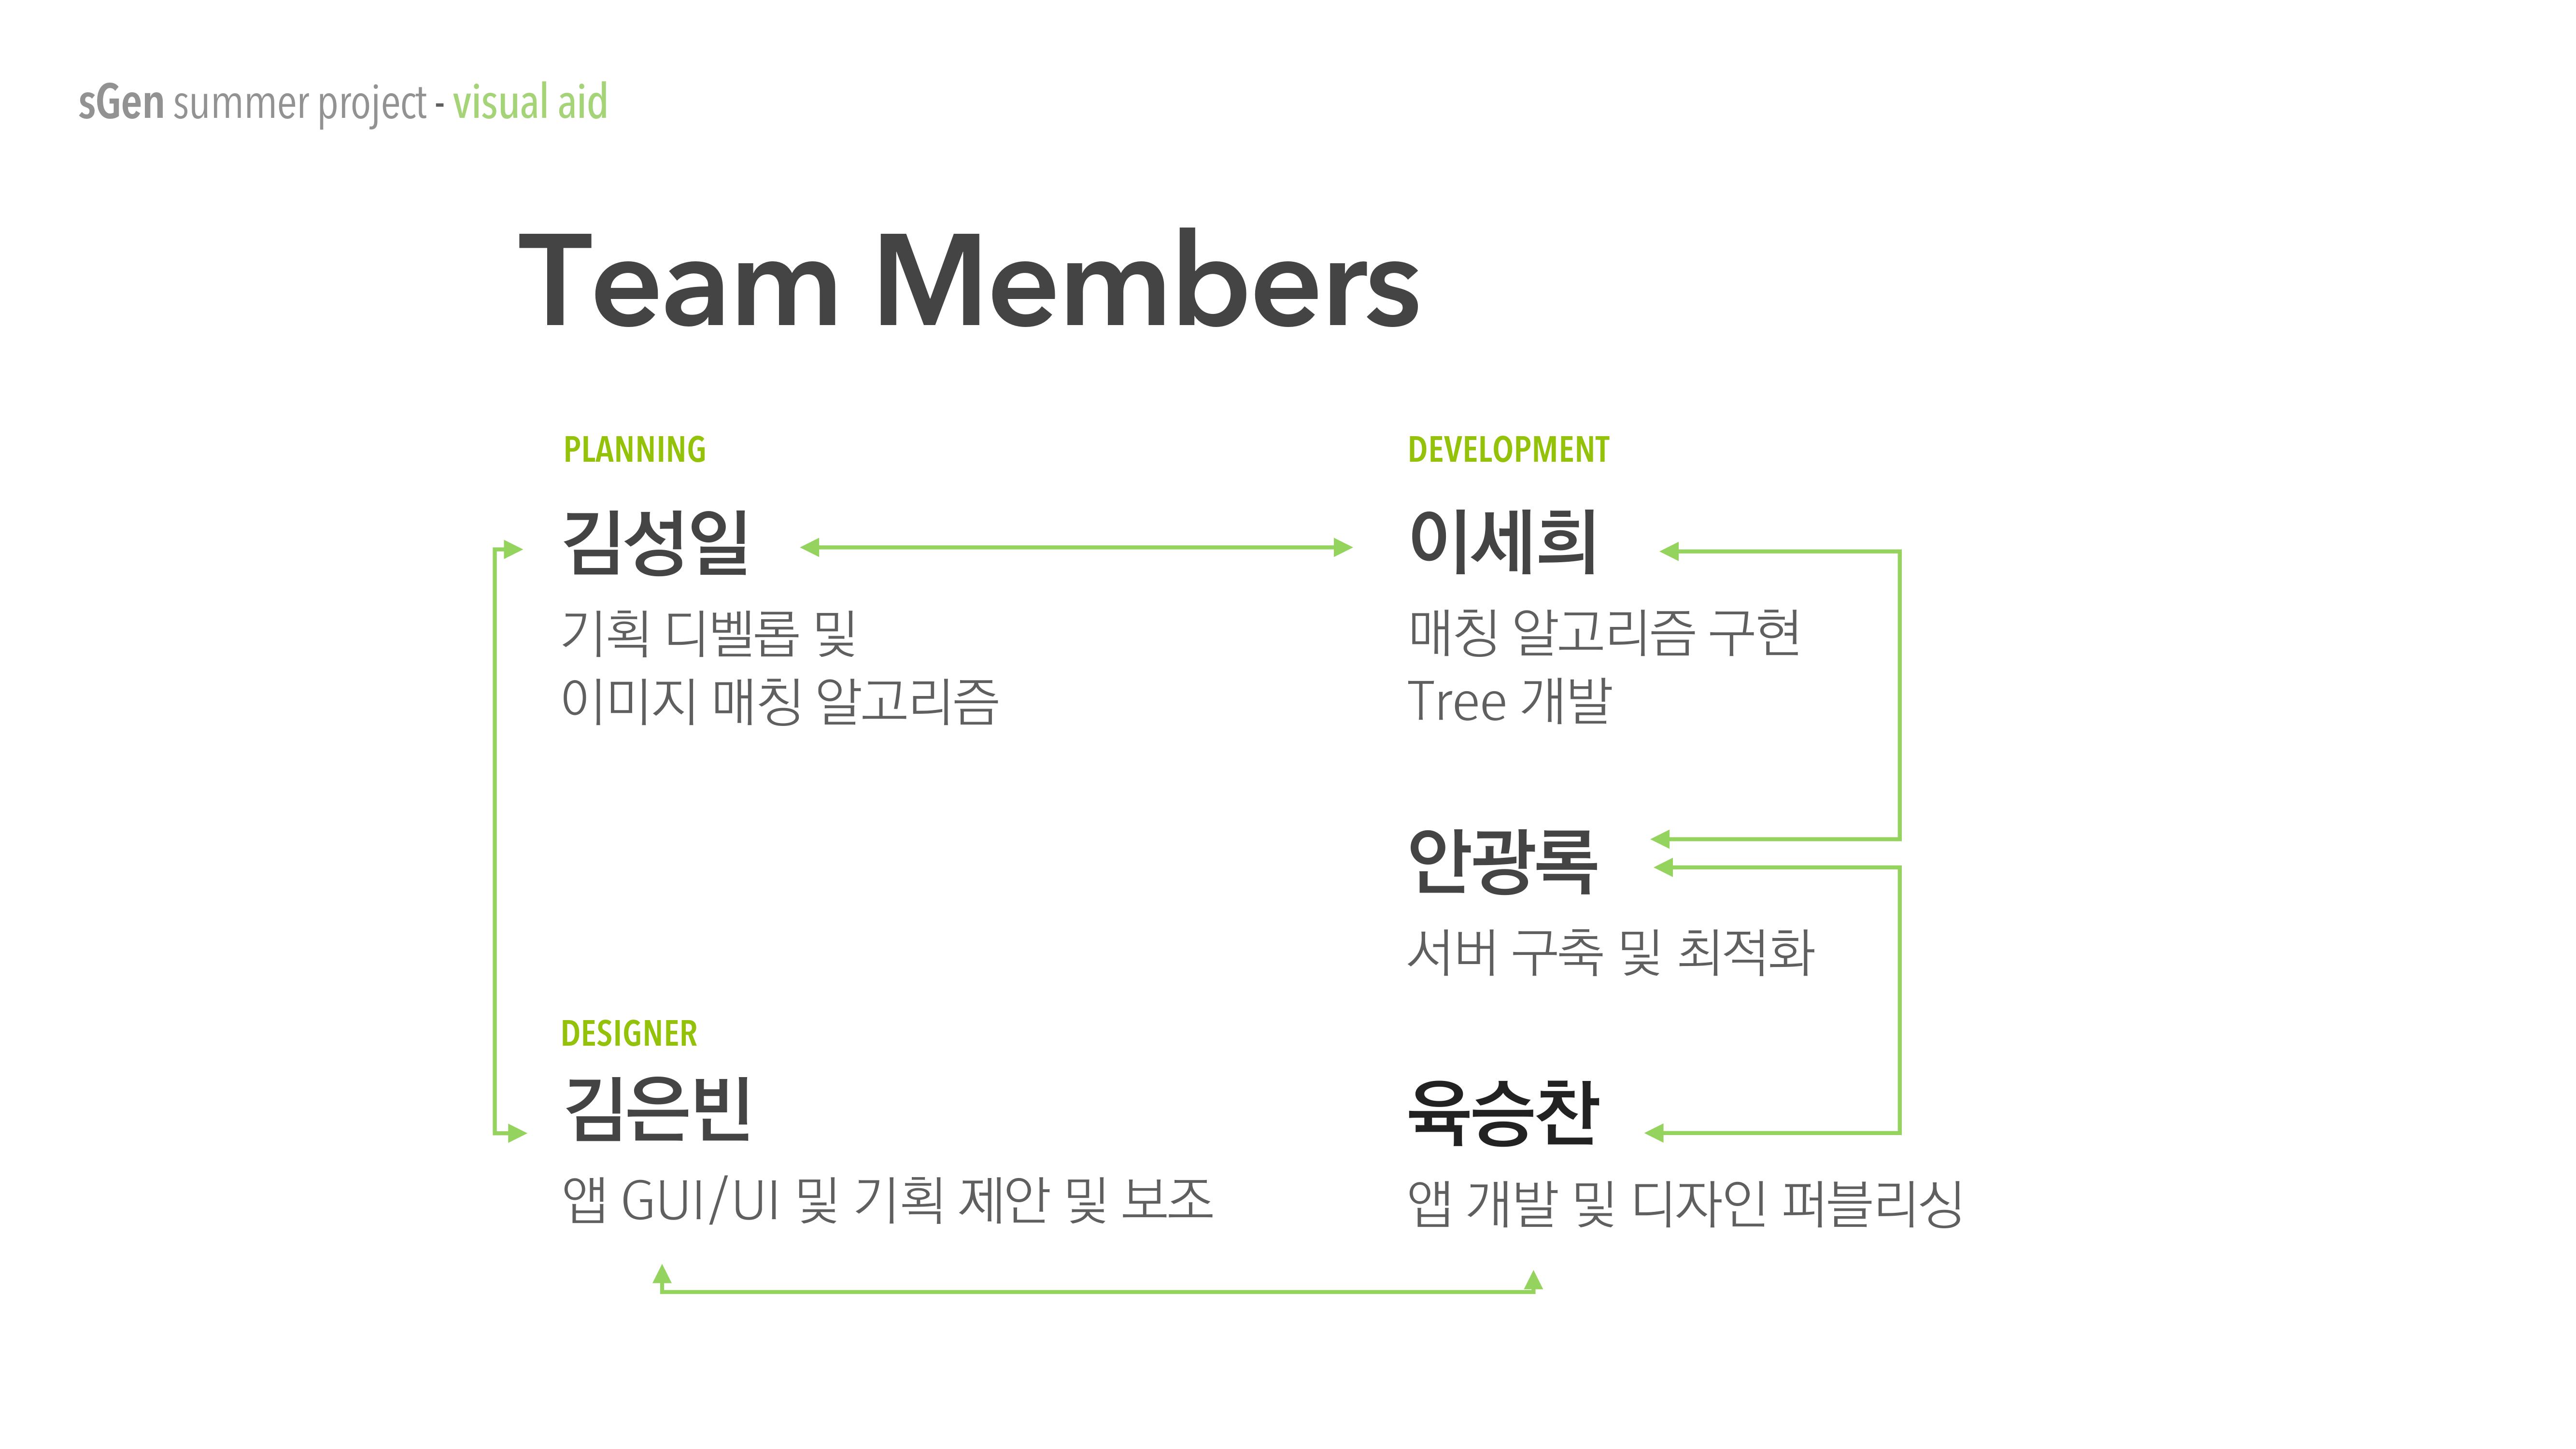 sGen summer project - visual aid
Team Members
PLANNING
김성일
기획 디벨롭 및
이미지 매칭 알고리즘
DEVELOPMENT
이세희
매칭 알고리즘 구현
Tree 개발
안광록
서버 구축 및 최적화
DESIGNER
김은빈
앱 GUI/UI 및 기획 제안 및 보조
육승찬
앱 개발 및 디자인 퍼블리싱